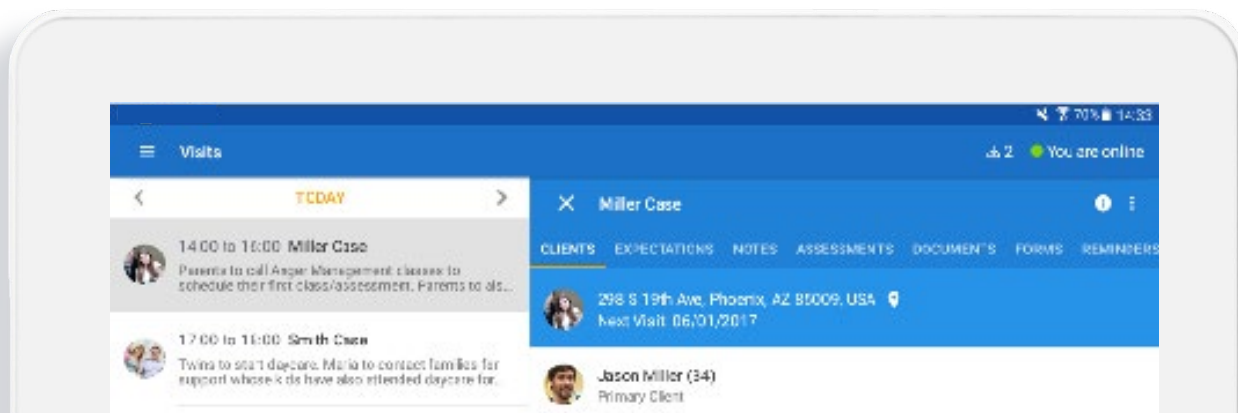 70% 14:33
Visits
2 You are online
TODAY
14:00 to 16:00 Miller Case
Parents to call Anger Management classes to
schedule their first class/assessment. Parents to als...
17:00 to 18:00 Smith Case
Twins to start daycare. Maria to contact families for
support whose kids have also attended daycare for.
Miller Case
CLIENTS EXPECTATIONS NOTES ASSESSMENTS DOCUMENTS FORMS REMINDERS
298 S 19th Ave, Phoenix, AZ 85009, USA
Next Visit: 06/01/2017
Jason Miller (34)
Primary Client